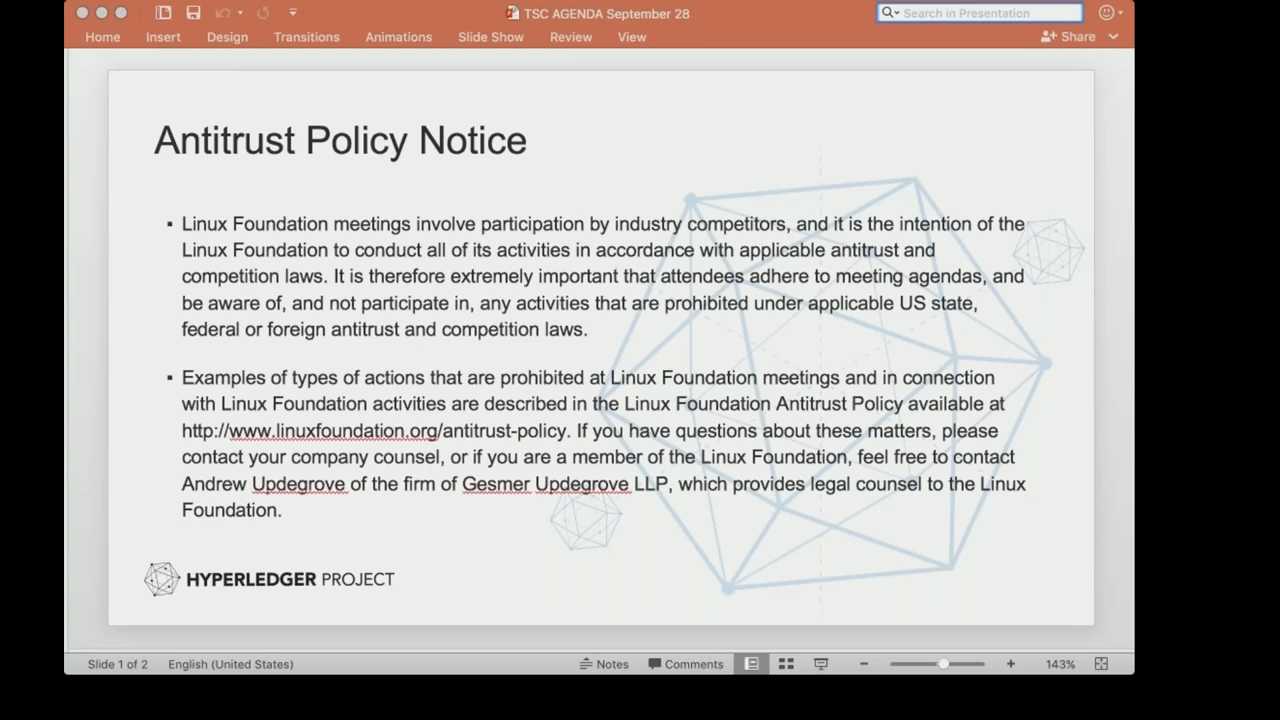 TSC AGENDA September 28
Search in Presentation
Home Insert Design Transitions Animations Slide Show Review View Share
Antitrust Policy Notice
▪ Linux Foundation meetings involve participation by industry competitors, and it is the intention of the
Linux Foundation to conduct all of its activities in accordance with applicable antitrust and
competition laws. It is therefore extremely important that attendees adhere to meeting agendas, and
be aware of, and not participate in, any activities that are prohibited under applicable US state,
federal or foreign antitrust and competition laws.
▪ Examples of types of actions that are prohibited at Linux Foundation meetings and in connection
with Linux Foundation activities are described in the Linux Foundation Antitrust Policy available at
http://www.linuxfoundation.org/antitrust-policy. If you have questions about these matters, please
contact your company counsel, or if you are a member of the Linux Foundation, feel free to contact
Andrew Updegrove of the firm of Gesmer Updegrove LLP, which provides legal counsel to the Linux
Foundation.
HYPERLEDGER PROJECT
Slide 1 of 2 English (United States) Notes Comments 143%